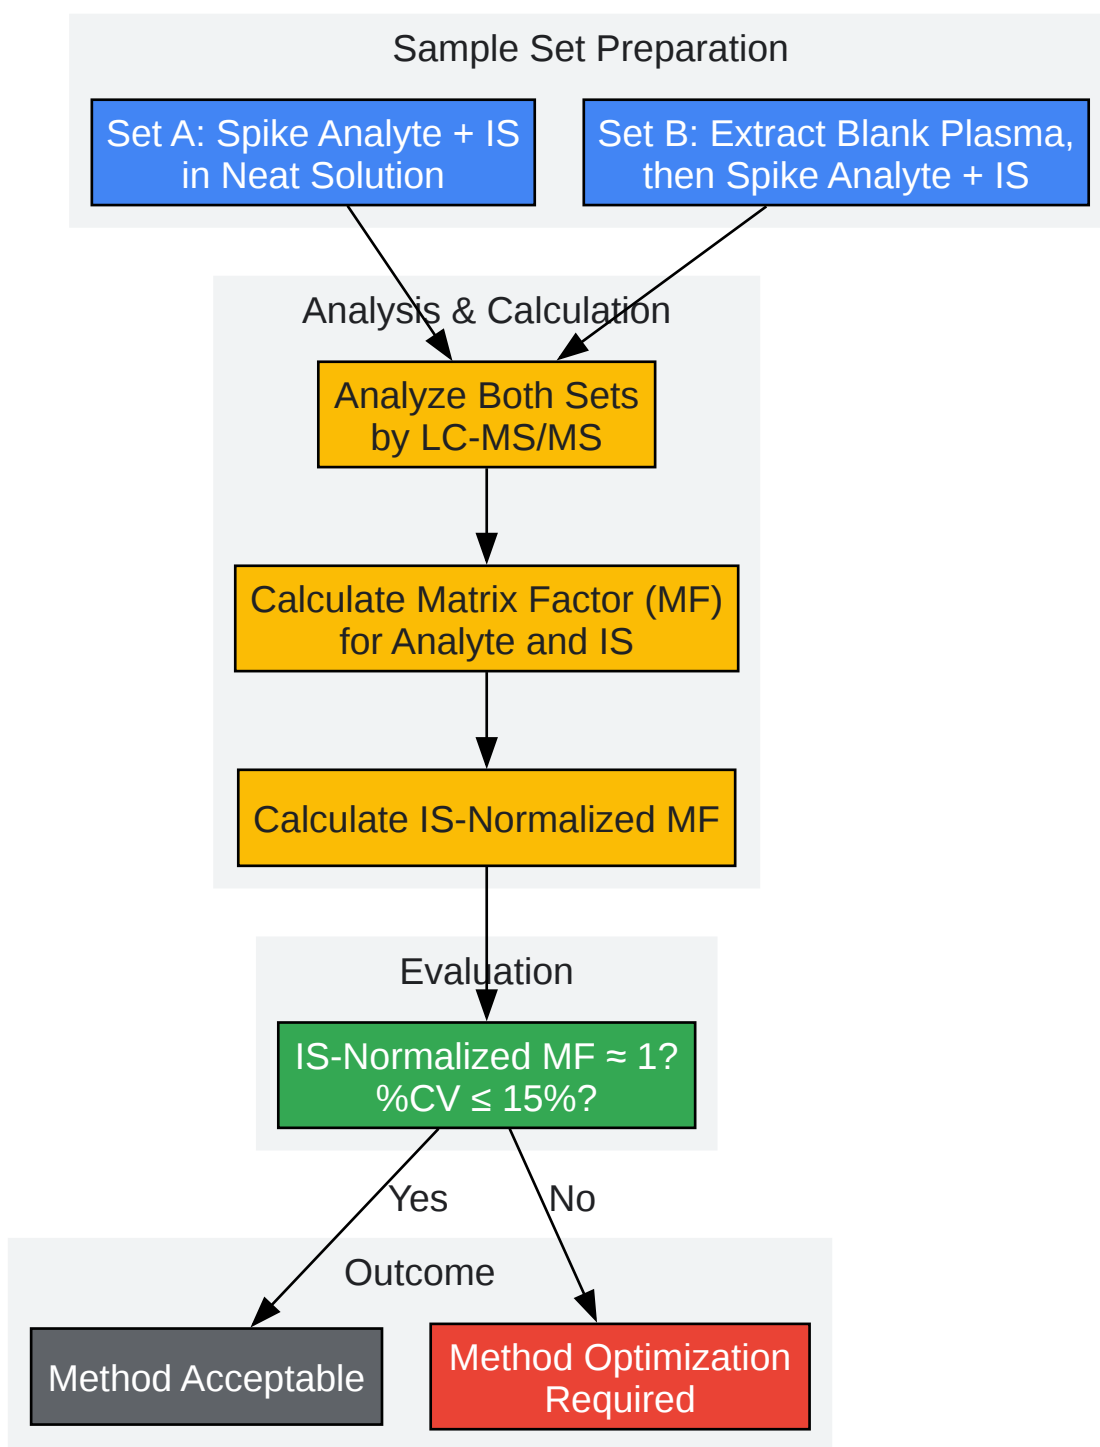 Sample Set Preparation
Set A: Spike Analyte + IS
in Neat Solution
Set B: Extract Blank Plasma,
then Spike Analyte + IS
Analysis & Calculation
Analyze Both Sets
by LC-MS/MS
Calculate Matrix Factor (MF)
for Analyte and IS
Calculate IS-Normalized MF
Evaluation
IS-Normalized MF ≈ 1?
%CV ≤ 15%?
Yes
No
Outcome
Method Acceptable
Method Optimization
Required